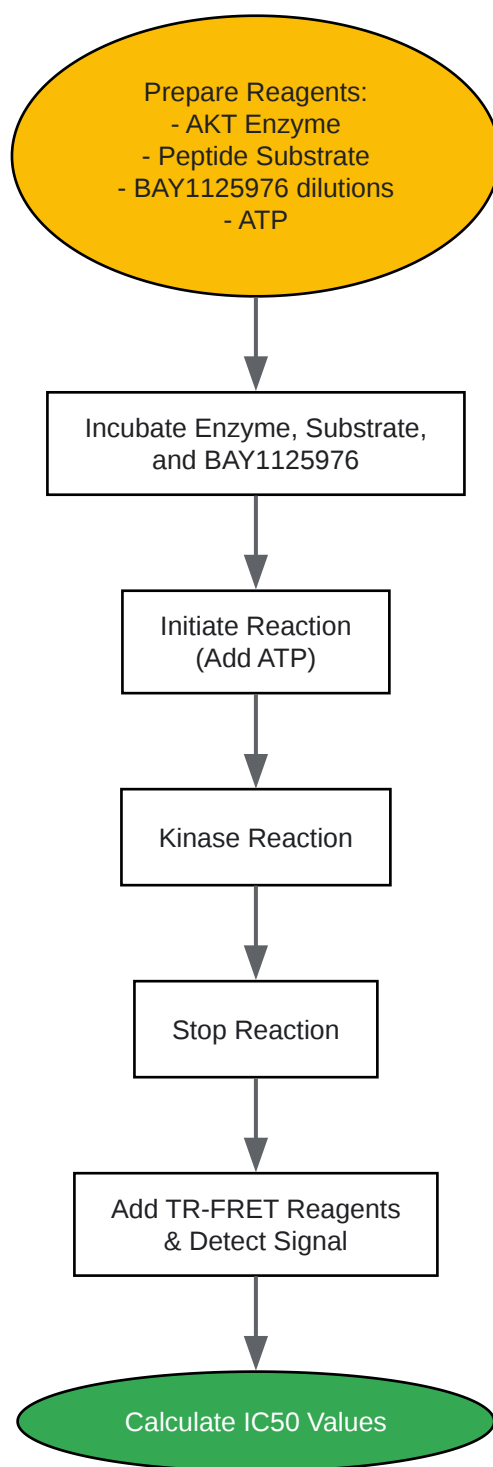 Prepare Reagents:
- AKT Enzyme
- Peptide Substrate
- BAY1125976 dilutions
- ATP
Incubate Enzyme, Substrate,
and BAY1125976
Initiate Reaction
(Add ATP)
Kinase Reaction
Stop Reaction
Add TR-FRET Reagents
& Detect Signal
Calculate IC50 Values